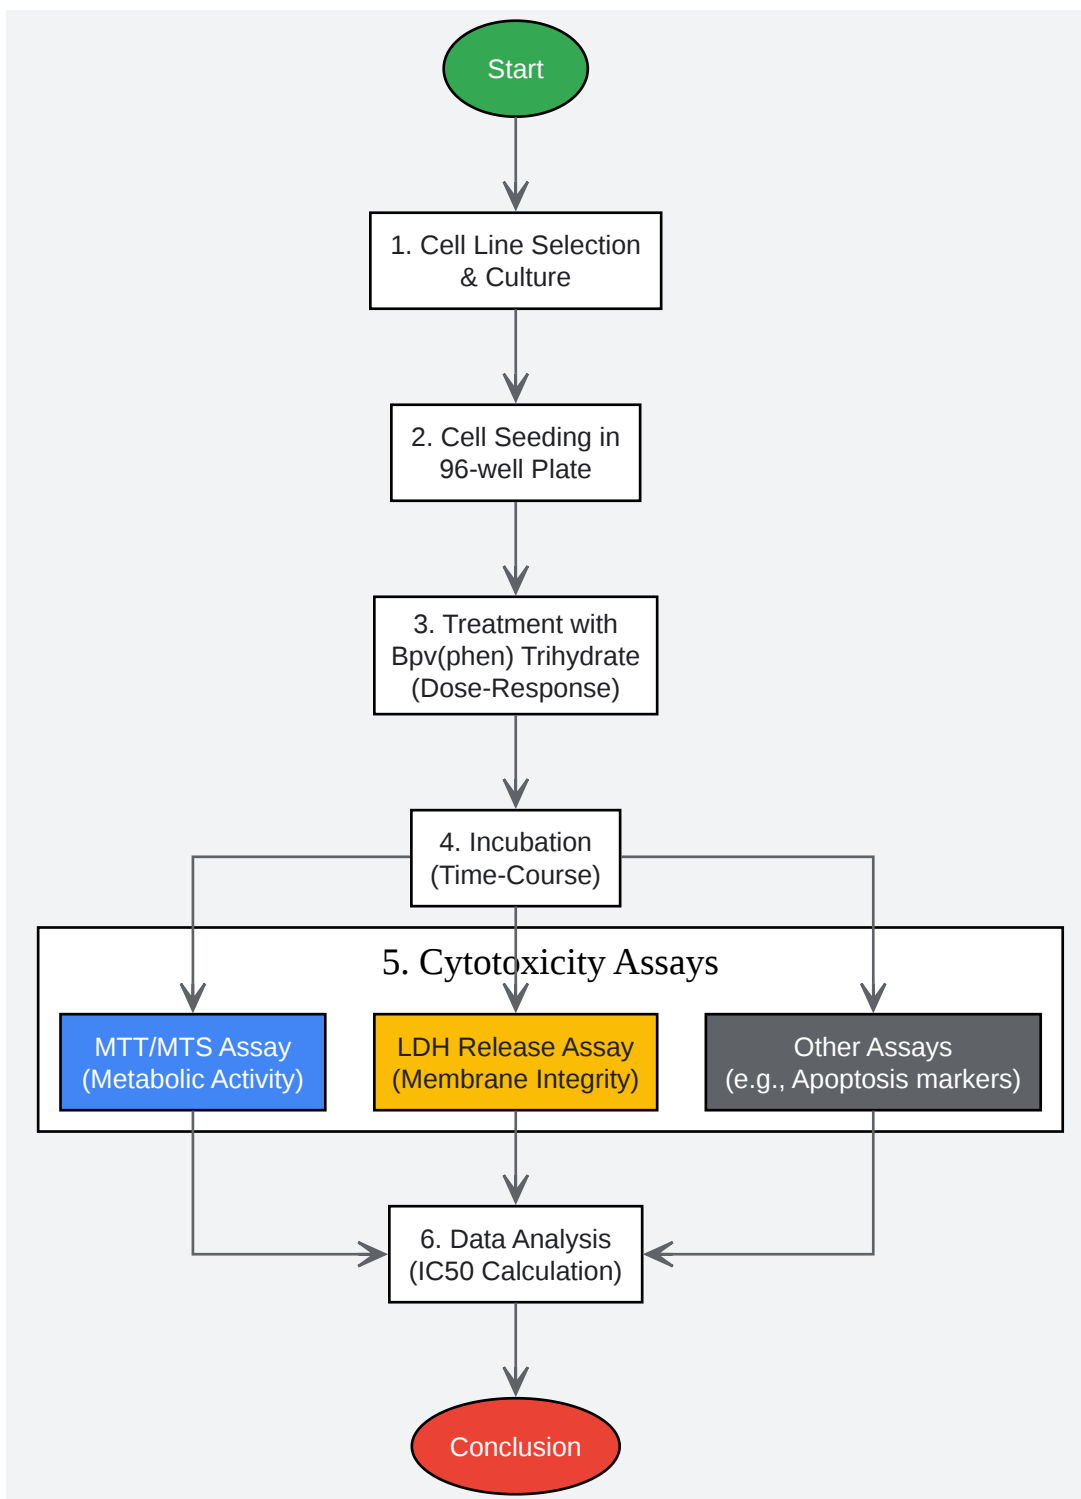 Start
1. Cell Line Selection
& Culture
2. Cell Seeding in
96-well Plate
3. Treatment with
Bpv(phen) Trihydrate
(Dose-Response)
4. Incubation
(Time-Course)
5. Cytotoxicity Assays
MTT/MTS Assay
(Metabolic Activity)
LDH Release Assay
(Membrane Integrity)
Other Assays
(e.g., Apoptosis markers)
6. Data Analysis
(IC50 Calculation)
Conclusion